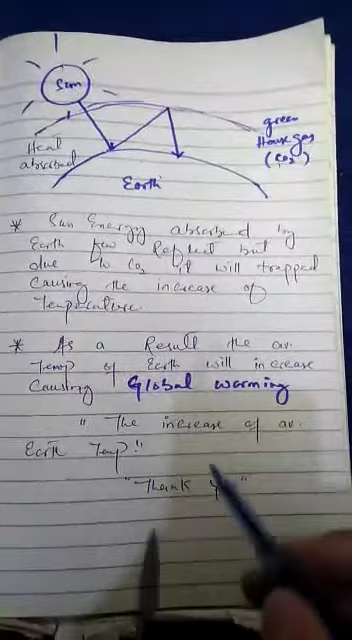 Sun
green
House gas
(CO2)
Heat
absorbed
Earth
* Sun Energy absorbed by
Earth few Reflect but
due to CO2 it will trapped
causing the increase of
Temperature.
* As a Result the av.
Temp of Earth will increase
causing Global warming
" The increase of av.
Earth Temp"
"Thank